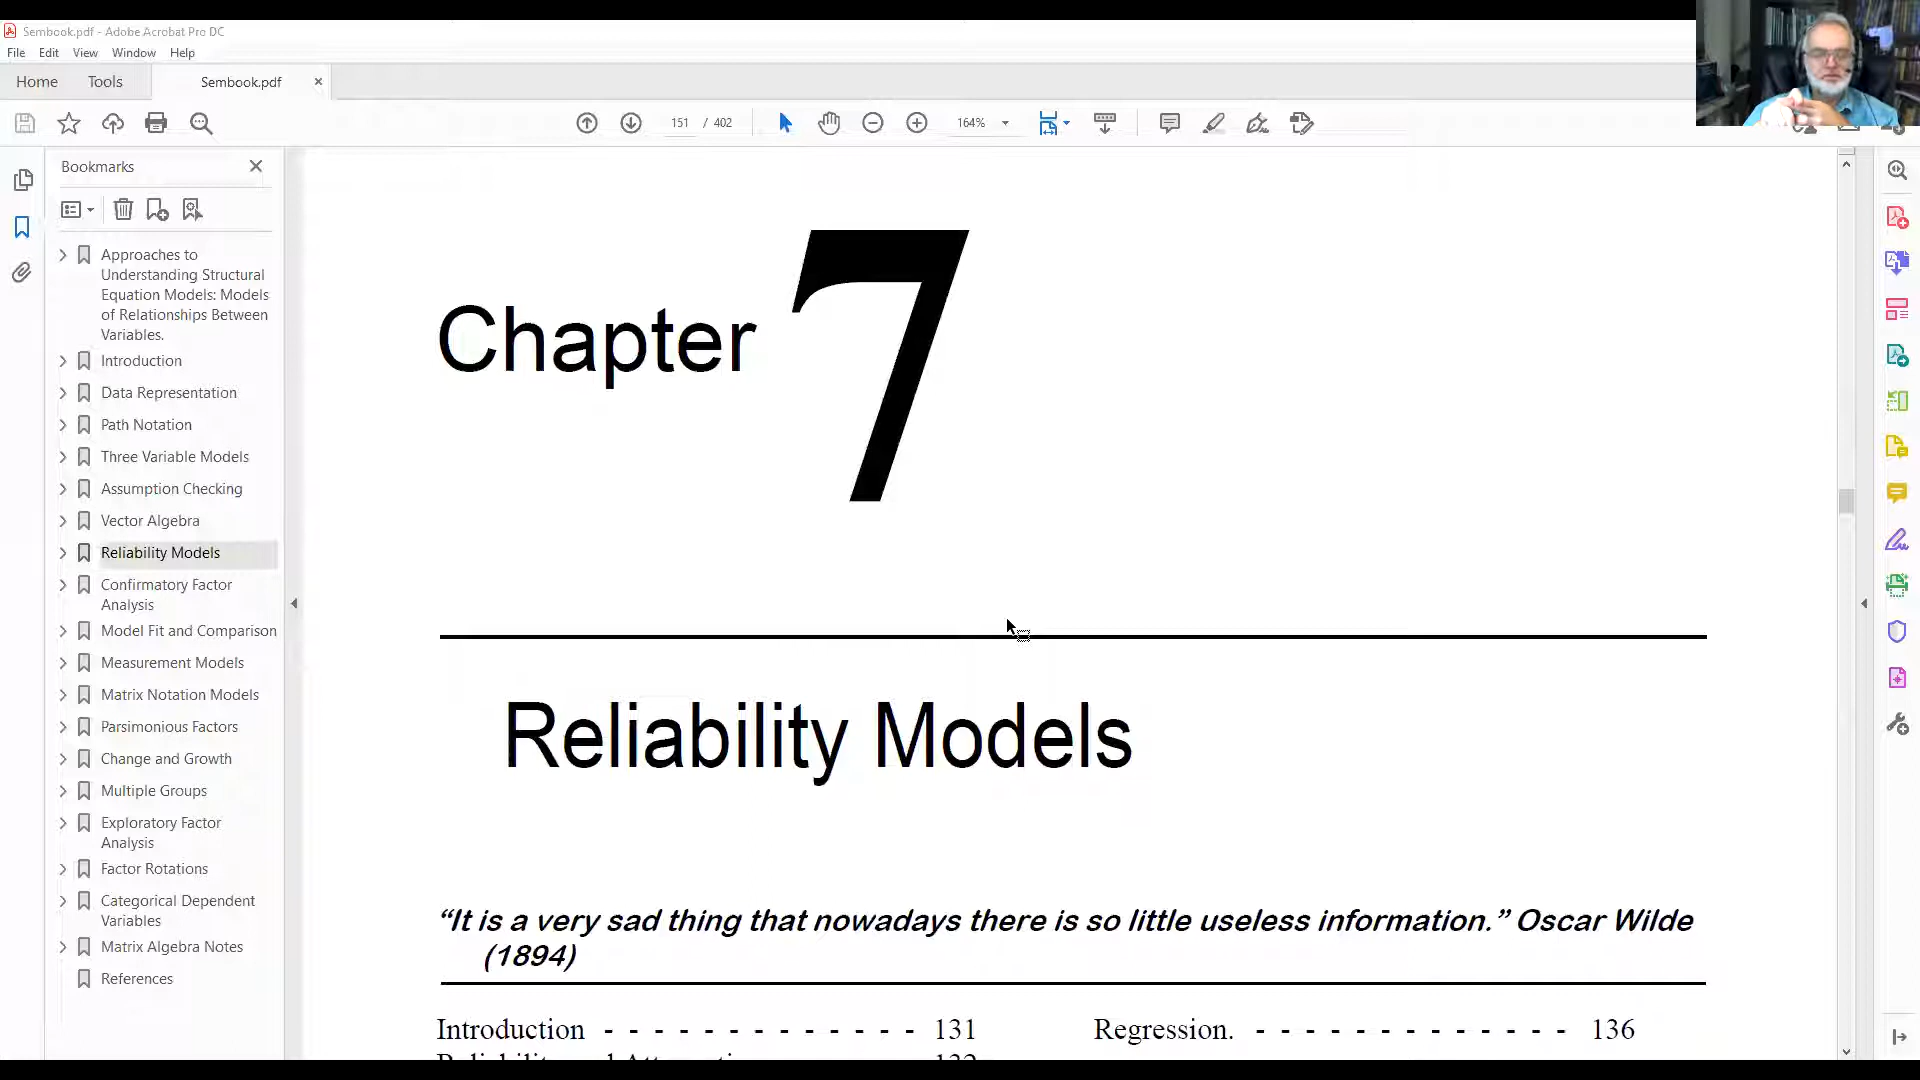 Sembook.pdf - Adobe Acrobat Pro DC
File Edit View Window Help
Home Tools Sembook.pdf
151 / 402 164%
Bookmarks
Approaches to
Understanding Structural
Equation Models: Models
of Relationships Between
Variables.
Introduction
Data Representation
Path Notation
Three Variable Models
Assumption Checking
Vector Algebra
Reliability Models
Confirmatory Factor
Analysis
Model Fit and Comparison
Measurement Models
Matrix Notation Models
Parsimonious Factors
Change and Growth
Multiple Groups
Exploratory Factor
Analysis
Factor Rotations
Categorical Dependent
Variables
Matrix Algebra Notes
References
Chapter 7
Reliability Models
“It is a very sad thing that nowadays there is so little useless information.” Oscar Wilde
(1894)
Introduction - - - - - - - - - - - - - 131
Regression. - - - - - - - - - - - - - 136